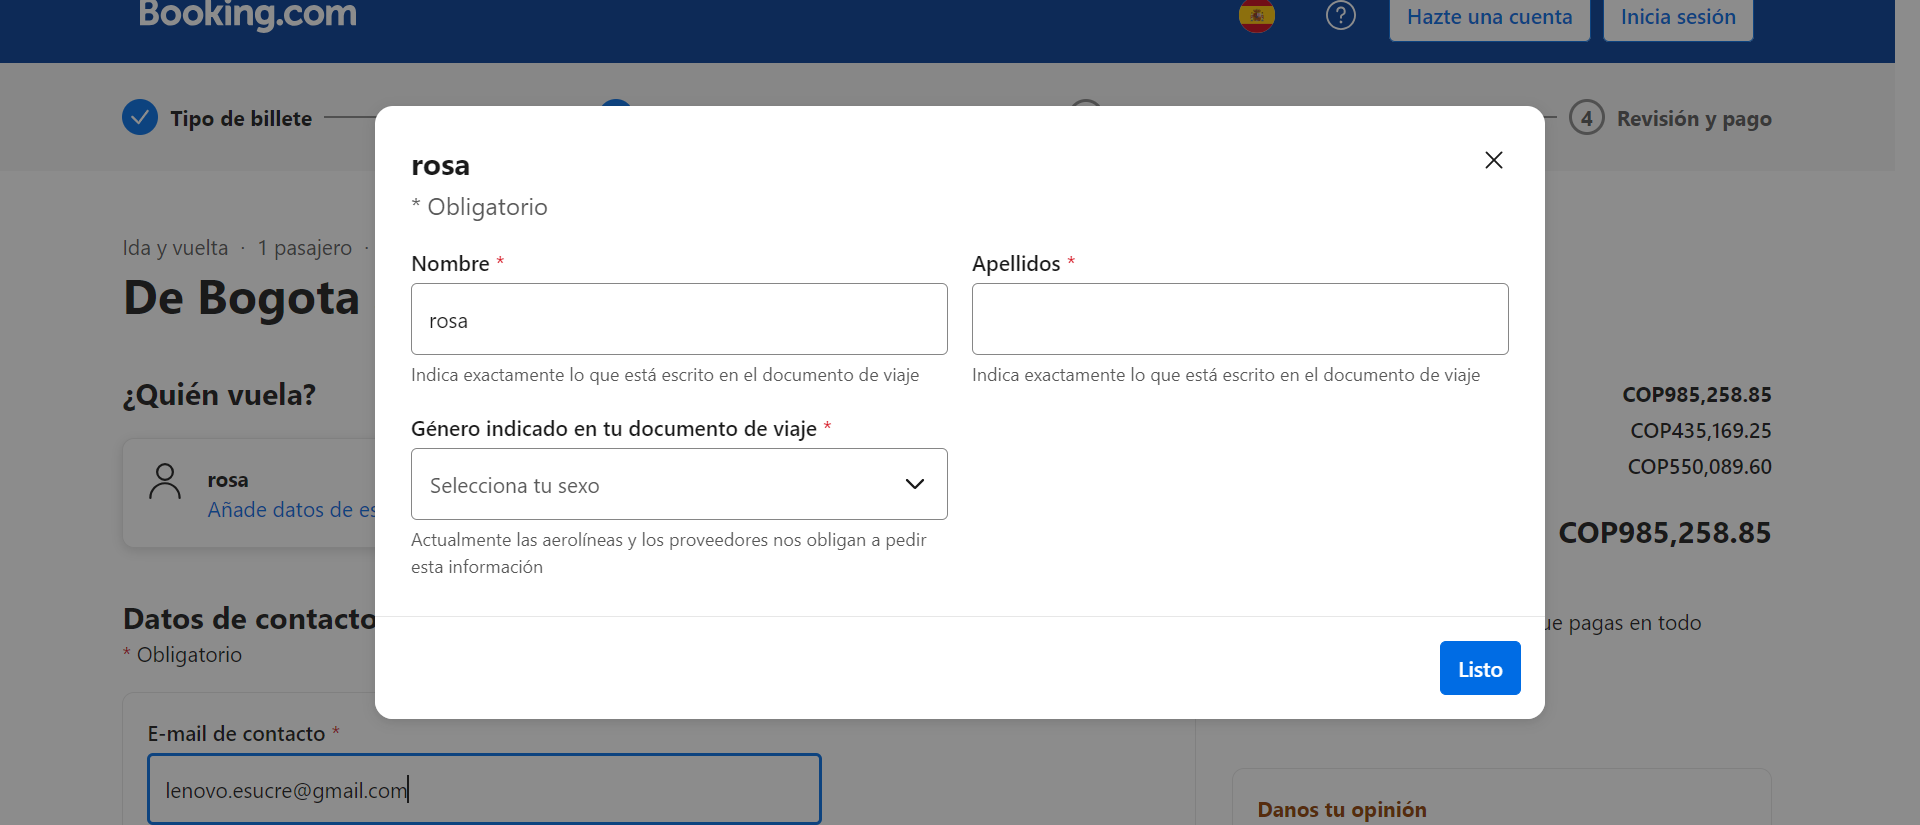 Booking.com
?
Hazte una cuenta
Inicia sesión
Tipo de billete
4 Revisión y pago
Ida y vuelta · 1 pasajero ·
De Bogota
¿Quién vuela?
rosa
Añade datos de es
Datos de contacto
* Obligatorio
E-mail de contacto *
lenovo.esucre@gmail.com
rosa
* Obligatorio
Nombre *
rosa
Indica exactamente lo que está escrito en el documento de viaje
Apellidos *
Indica exactamente lo que está escrito en el documento de viaje
Género indicado en tu documento de viaje *
Selecciona tu sexo
Actualmente las aerolíneas y los proveedores nos obligan a pedir
esta información
Listo
COP985,258.85
COP435,169.25
COP550,089.60
COP985,258.85
ue pagas en todo
Danos tu opinión